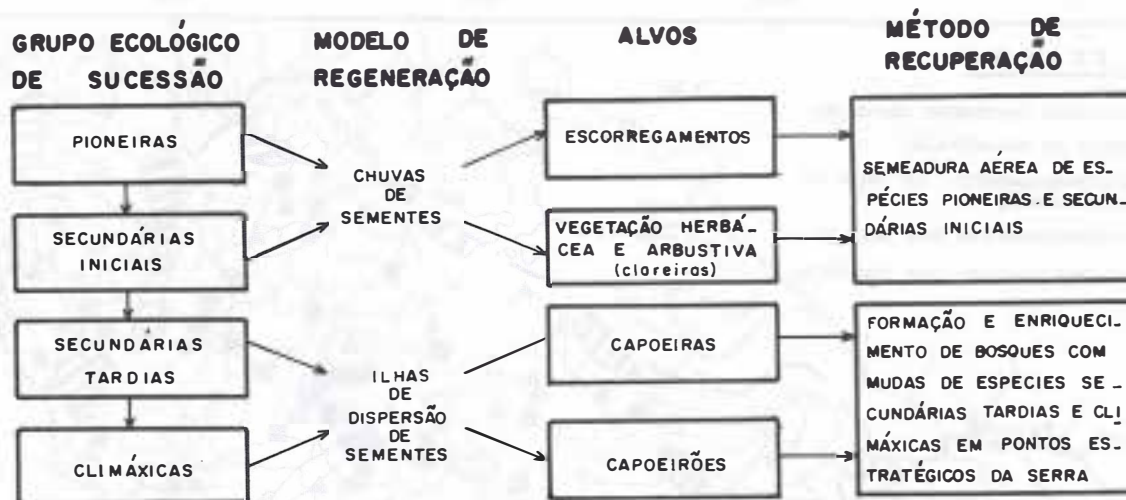 GRUPO ECOLÓGICO
DE SUCESSÃO
MODELO DE
REGENERAÇÃO
ALVOS
MÉTODO DE
RECUPERAÇÃO
PIONEIRAS
SECUNDÁRIAS
INICIAIS
SECUNDÁRIAS
TARDIAS
CLIMÁXICAS
CHUVAS
DE
SEMENTES
ILHAS
DE
DISPERSÃO
DE
SEMENTES
ESCORREGAMENTOS
VEGETAÇÃO HERBÁ_
CEA E ARBUSTIVA
(clareiras)
CAPOEIRAS
CAPOEIRÕES
SEMEADURA AÉREA DE ES_
PÉCIES PIONEIRAS E SECUN_
DÁRIAS INICIAIS
FORMAÇÃO E ENRIQUECI_
MENTO DE BOSQUES COM
MUDAS DE ESPECIES SE_
CUNDÁRIAS TARDIAS E CLI
MÁXICAS EM PONTOS ES_
TRATÉGICOS DA SERRA